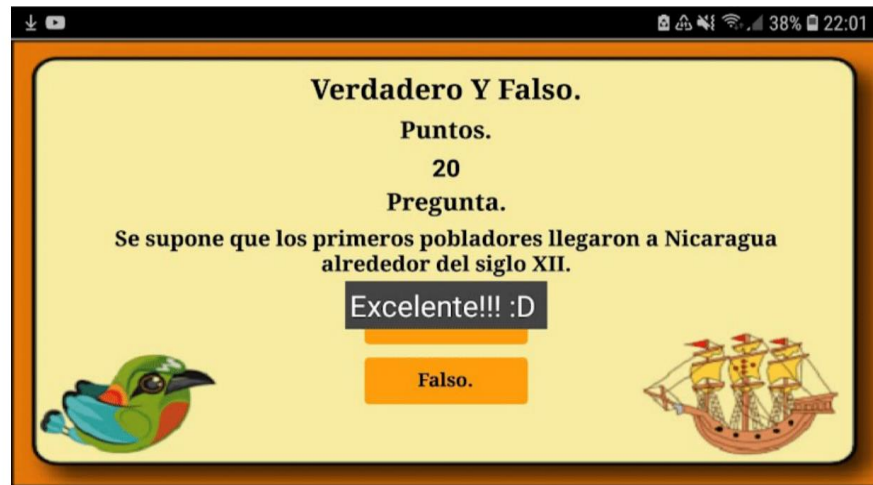 38% 22:01
Verdadero Y Falso.
Puntos.
20
Pregunta.
Se supone que los primeros pobladores llegaron a Nicaragua
alrededor del siglo XII.
Excelente!!! :D
Falso.